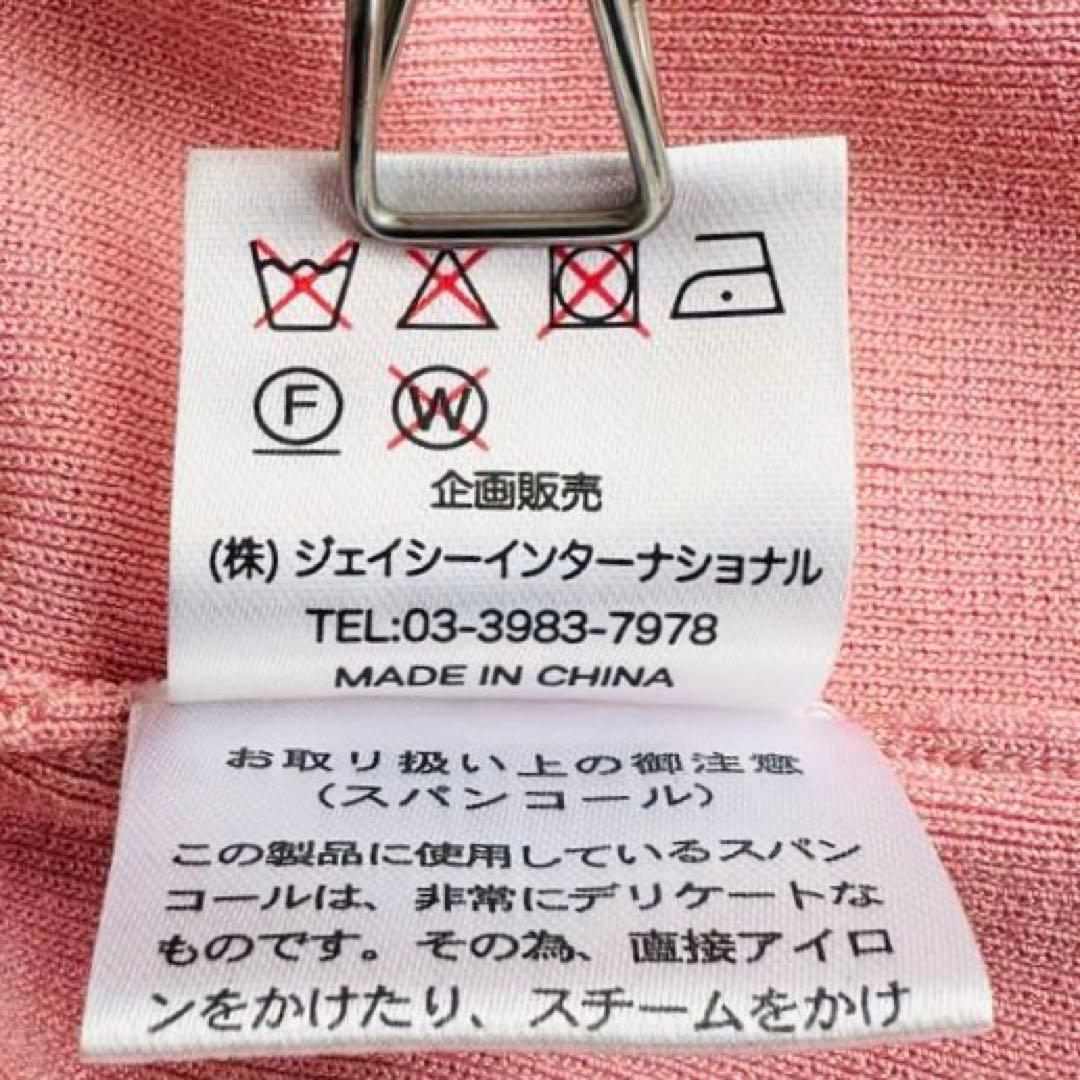 F W
企画販売
(株) ジェイシーインターナショナル
TEL:03-3983-7978
MADE IN CHINA
お取り扱い上の御注意
(スパンコール)
この製品に使用しているスパン
コールは、非常にデリケートな
ものです。その為、直接アイロ
ンをかけたり、スチームをかけ